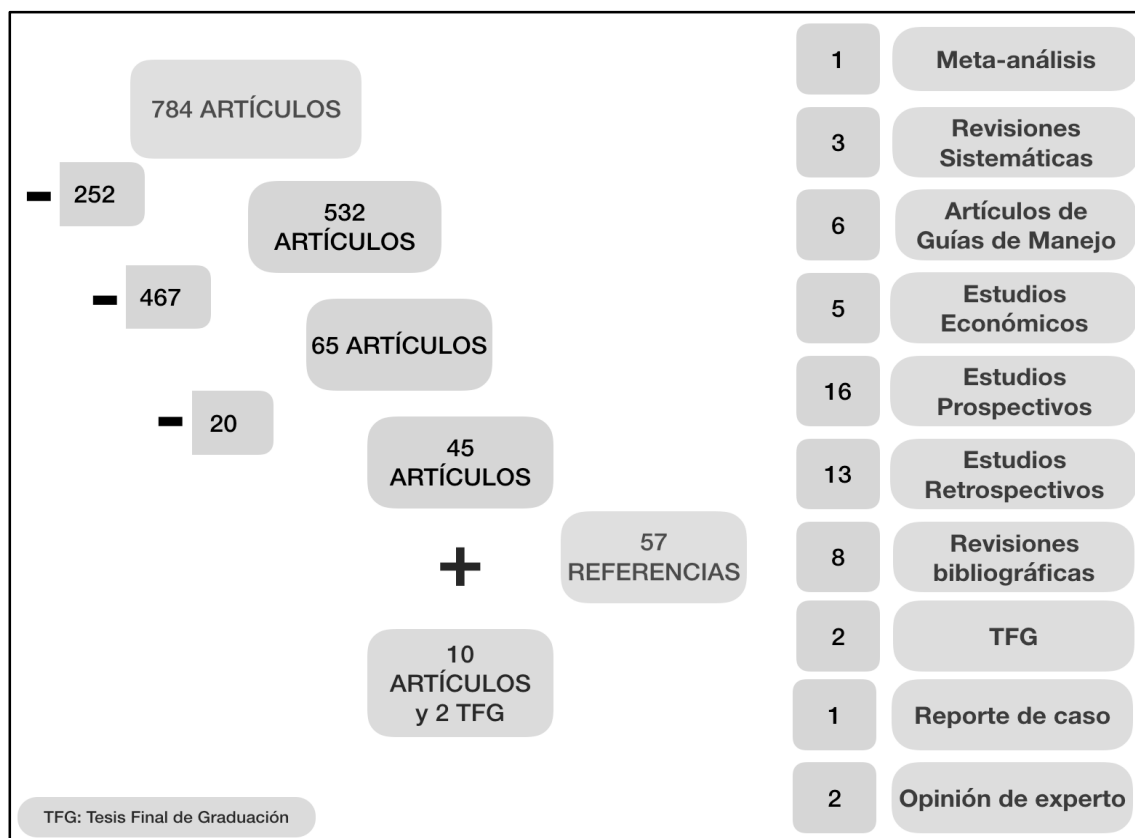 784 ARTÍCULOS
252
532
ARTÍCULOS
467
65 ARTÍCULOS
20
45
ARTÍCULOS
+
57
REFERENCIAS
10
ARTÍCULOS
y 2 TFG
TFG: Tesis Final de Graduación
1
Meta-análisis
3
Revisiones
Sistemáticas
6
Artículos de
Guías de Manejo
5
Estudios
Económicos
16
Estudios
Prospectivos
13
Estudios
Retrospectivos
8
Revisiones
bibliográficas
2
TFG
1
Reporte de caso
2
Opinión de experto